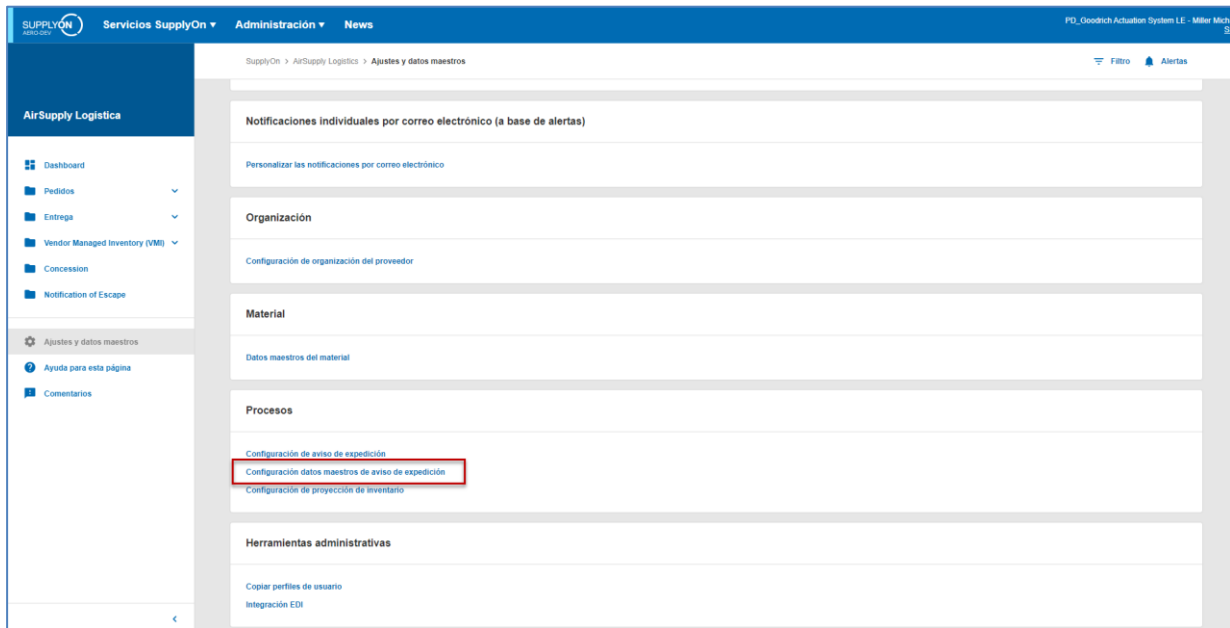 SUPPLYON
AERO-DEV
Servicios SupplyOn ▾ Administración ▾ News
PD_Goodrich Actuation System LE - Miller
SupplyOn > AirSupply Logistics > Ajustes y datos maestros
Filtro Alertas
AirSupply Logística
Dashboard
Pedidos
Entrega
Vendor Managed Inventory (VMI)
Concession
Notification of Escape
Ajustes y datos maestros
Ayuda para esta página
Comentarios
Notificaciones individuales por correo electrónico (a base de alertas)
Personalizar las notificaciones por correo electrónico
Organización
Configuración de organización del proveedor
Material
Datos maestros del material
Procesos
Configuración de aviso de expedición
Configuración datos maestros de aviso de expedición
Configuración de proyección de inventario
Herramientas administrativas
Copiar perfiles de usuario
Integración EDI